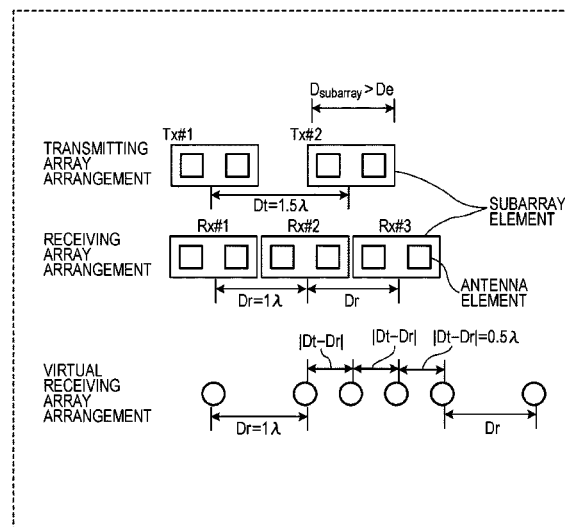 D_subarray > De
Tx#1 Tx#2
TRANSMITTING
ARRAY
ARRANGEMENT
Dt=1.5λ
SUBARRAY
ELEMENT
Rx#1 Rx#2 Rx#3
RECEIVING
ARRAY
ARRANGEMENT
ANTENNA
ELEMENT
Dr=1λ Dr
|Dt-Dr| |Dt-Dr| |Dt-Dr|=0.5λ
VIRTUAL
RECEIVING
ARRAY
ARRANGEMENT
Dr=1λ Dr